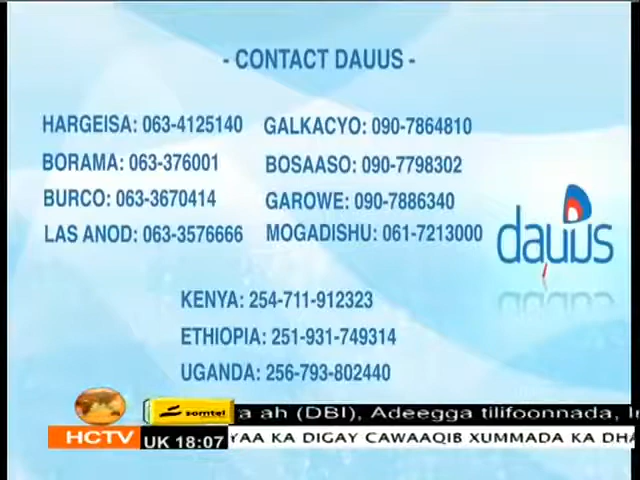 - CONTACT DAUUS -
HARGEISA: 063-4125140
GALKACYO: 090-7864810
BORAMA: 063-376001
BOSAASO: 090-7798302
BURCO: 063-3670414
GAROWE: 090-7886340
LAS ANOD: 063-3576666
MOGADISHU: 061-7213000
dauus
KENYA: 254-711-912323
ETHIOPIA: 251-931-749314
UGANDA: 256-793-802440
somtel
a ah (DBI), Adeegga tilifoonnada,
HCTV
UK 18:07
YAA KA DIGAY CAWAAQIB XUMMADA KA